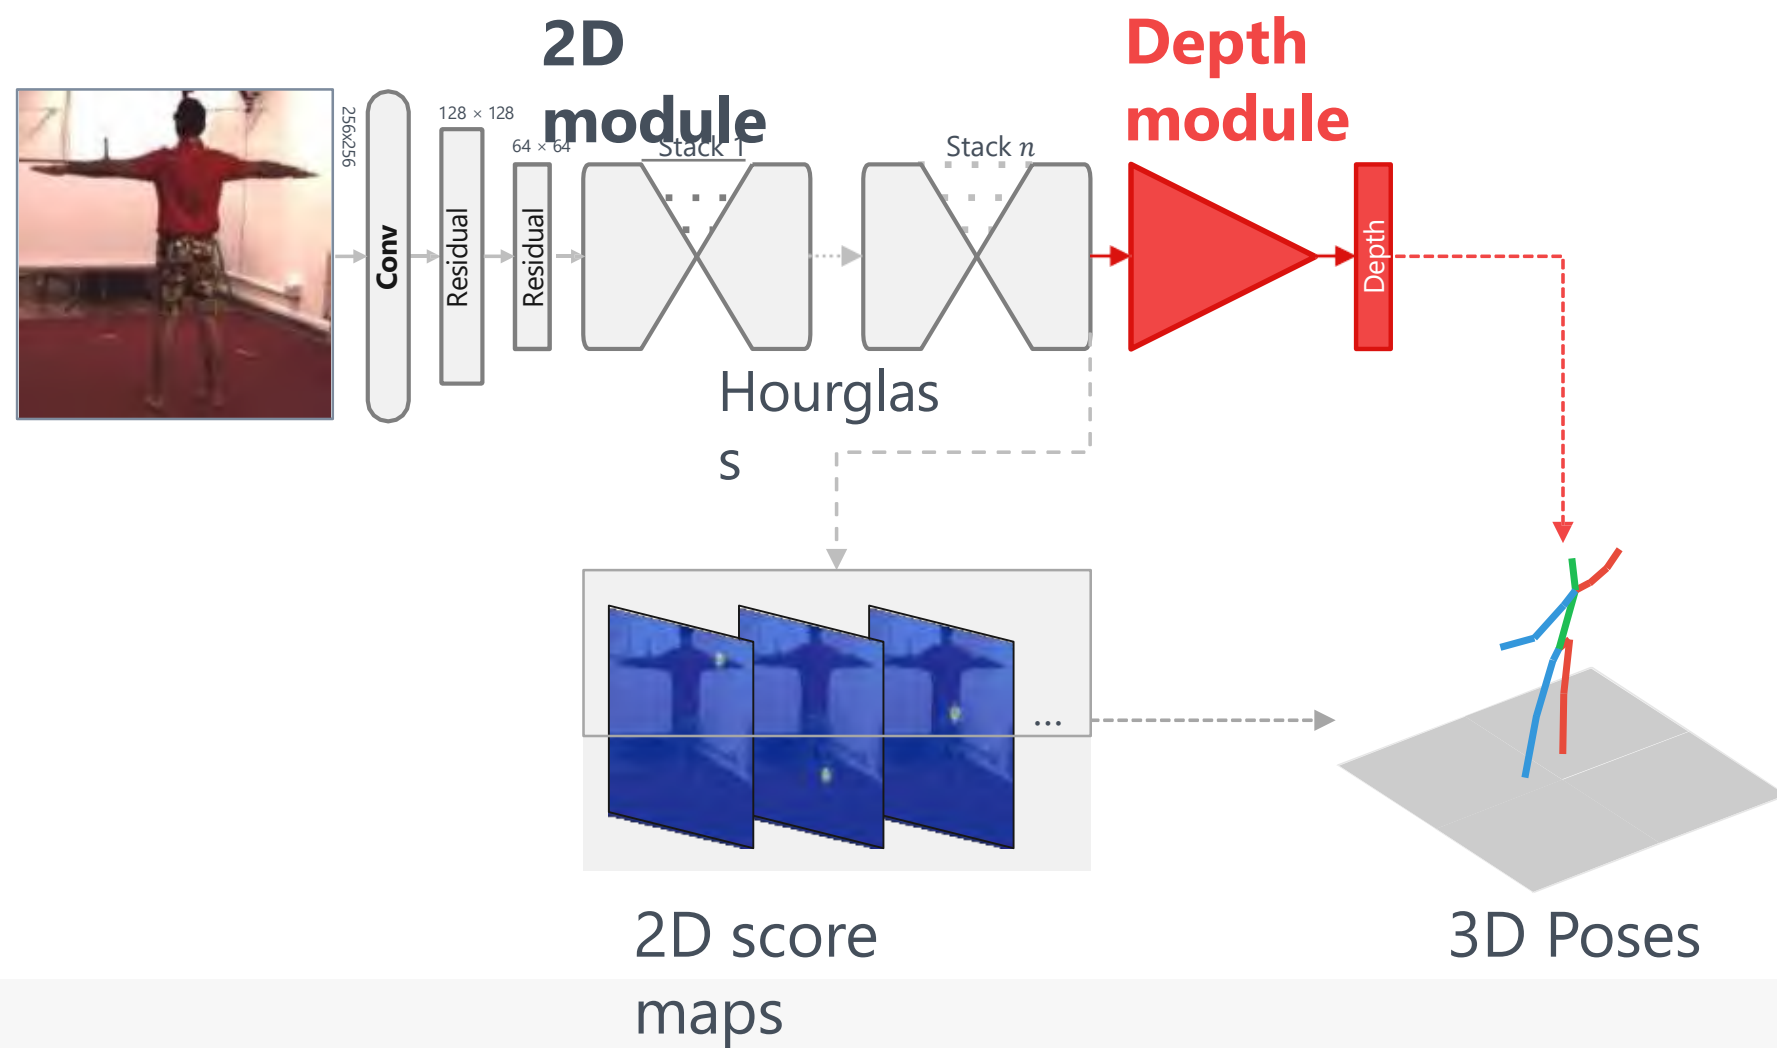 2D
module
Depth
module
256x256
128 × 128
64 × 64
Stack 1
Stack n
Conv
Residual
Residual
Depth
Hourglas
s
...
2D score
maps
3D Poses